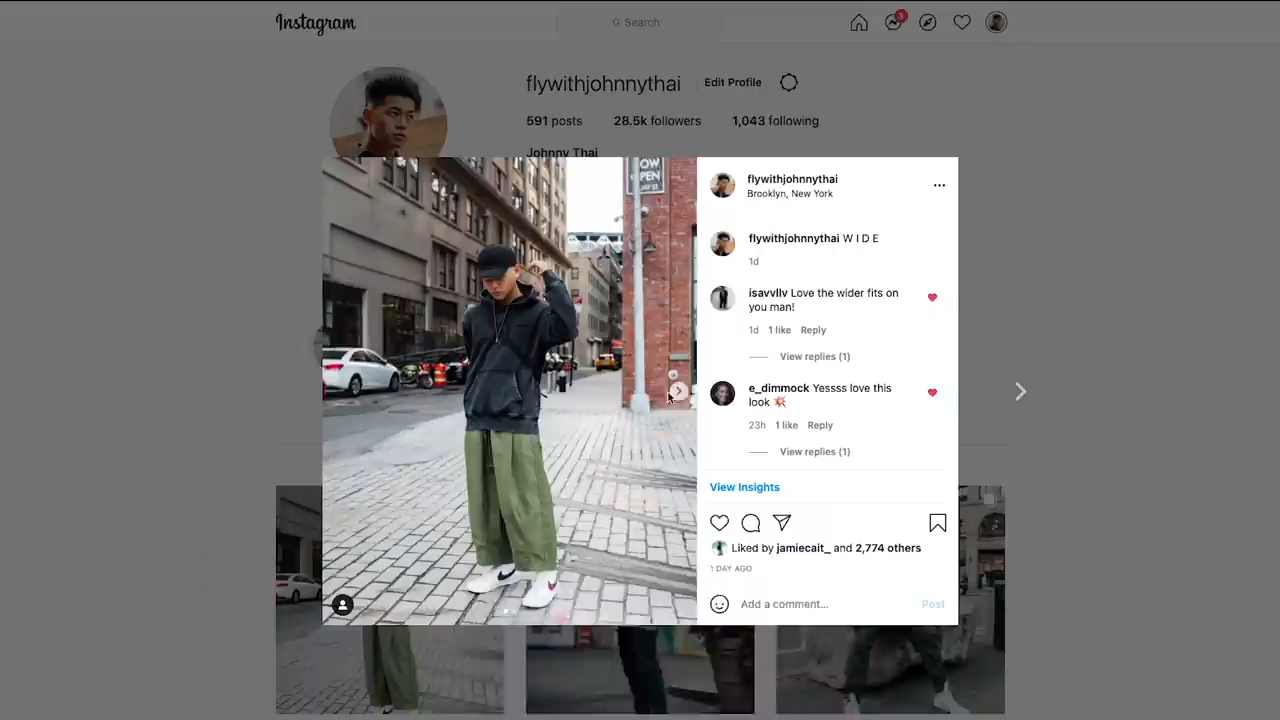 Instagram
Search
3
flywithjohnnythai Edit Profile
591 posts 28.5k followers 1,043 following
Johnny Thai
OW
OPEN
flywithjohnnythai
Brooklyn, New York
flywithjohnnythai W I D E
1d
isavvllv Love the wider fits on
you man!
1d 1 like Reply
View replies (1)
e_dimmock Yessss love this
look 💥
23h 1 like Reply
View replies (1)
View Insights
Liked by jamiecait_ and 2,774 others
1 DAY AGO
Add a comment... Post